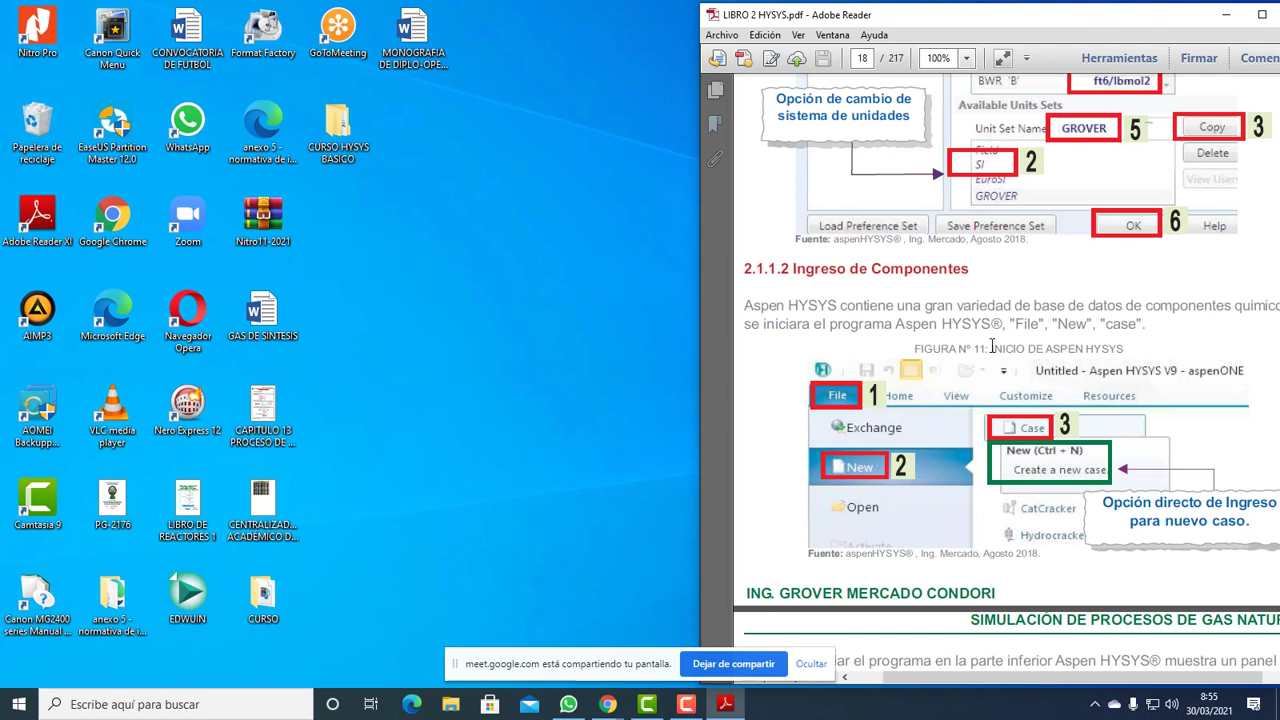 Nitro Pro
Canon Quick Menu
CONVOCATORIA DE FUTBOL
Format Factory
GoToMeeting
MONOGRAFIA DE DIPLO-OPE...
Papelera de reciclaje
EaseUS Partition Master 12.0
WhatsApp
anexo 5 - normativa de i...
CURSO HYSYS BASICO
Adobe Reader XI
Google Chrome
Zoom
Nitro11-2021
AIMP3
Microsoft Edge
Navegador Opera
GAS DE SINTESIS
AOMEI Backupp...
VLC media player
Nero Express 12
CAPITULO 13 PROCESO DE ...
Camtasia 9
PG-2176
LIBRO DE REACTORES 1
CENTRALIZAD... ACADÉMICO D...
Canon MG2400 series Manual ...
anexo 5 - normativa de i...
EDWUIN
CURSO
LIBRO 2 HYSYS.pdf - Adobe Reader
Archivo Edición Ver Ventana Ayuda
18 / 217 100% Herramientas Firmar Comen
BWR 'B' ft6/lbmol2
Opción de cambio de
sistema de unidades
Available Units Sets
Unit Set Name GROVER 5 Copy 3
Field
SI 2
EuroSI
GROVER
Delete
View Users
Load Preference Set Save Preference Set OK 6 Help
Fuente: aspenHYSYS® , Ing. Mercado, Agosto 2018.
2.1.1.2 Ingreso de Componentes
Aspen HYSYS contiene una gran variedad de base de datos de componentes quimico
se iniciara el programa Aspen HYSYS®, "File", "New", "case".
FIGURA Nº 11: INICIO DE ASPEN HYSYS
Untitled - Aspen HYSYS V9 - aspenONE
File 1 Home View Customize Resources
Exchange
Case 3
New (Ctrl + N)
New 2
Create a new case.
Open
CatCracker
Hydrocracke
Activate
Opción directo de Ingreso
para nuevo caso.
Fuente: aspenHYSYS® , Ing. Mercado, Agosto 2018.
ING. GROVER MERCADO CONDORI
SIMULACIÓN DE PROCESOS DE GAS NATU
ar el programa en la parte inferior Aspen HYSYS® muestra un panel
meet.google.com está compartiendo tu pantalla. Dejar de compartir Ocultar
Escribe aquí para buscar
8:55
30/03/2021